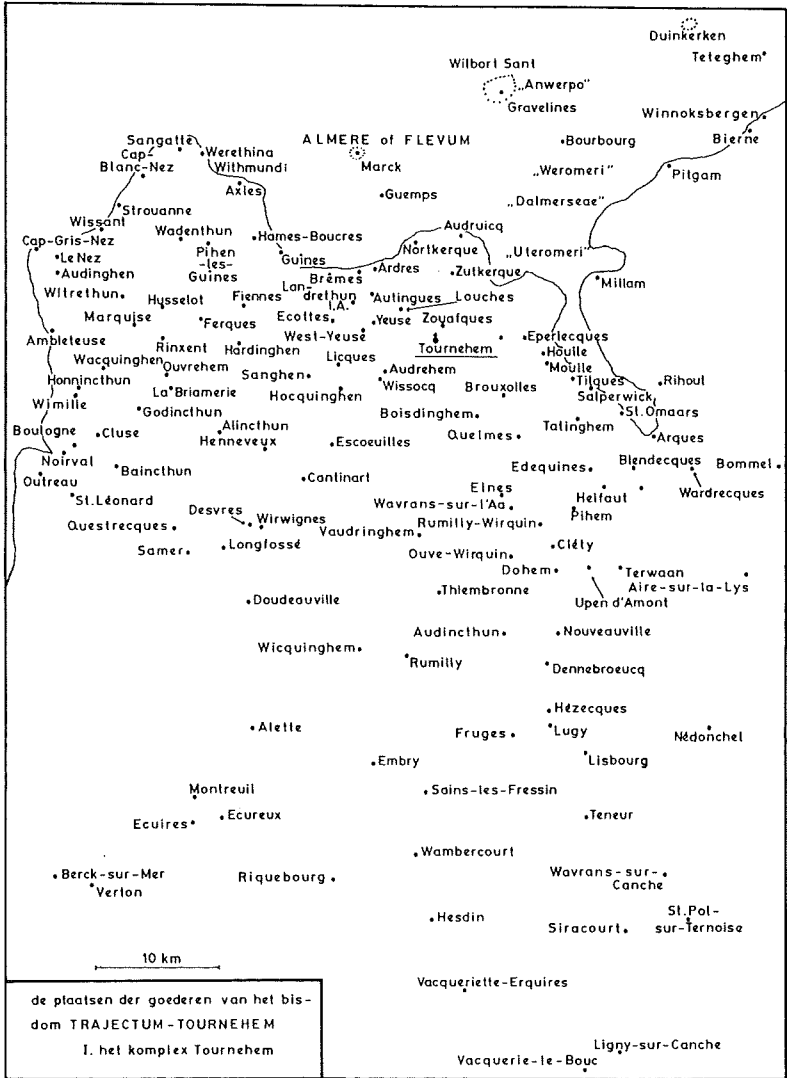 Duinkerken
Teteghem
Wilbort Sant
„Anwerpo”
Gravelines
Winnoksbergen
Bierne
Sangatte
Cap-
Blanc-Nez
Werethina
Withmundi
ALMERE of FLEVUM
Marck
Bourbourg
„Weromeri”
Pitgam
Axles
Guemps
„Dalmerseae”
Strouanne
Wissant
Wadenthun
Hames-Boucres
Audruicq
Cap-Gris-Nez
Pihen
-les-
Guines
Guines
Nortkerque
„Uteromeri”
Le Nez
Audinghen
Lan-
Brêmes
drethun
Ardres
Zutkerque
Millam
Witrethun
Husselot
Fiennes
I.A.
Autingues
Louches
Marquise
Ferques
Ecottes
Yeuse
Zouafques
Ambleteuse
Rinxent
Hardinghen
West-Yeuse
Tournehem
Eperlecques
Houlle
Wacquinghen
Ouvrehem
Licques
Audrehem
Moulle
Honnincthun
Sanghen
Wissocq
Brouxolles
Tilques
Rihout
Wimille
La Briamerie
Hocquinghen
Salperwick
Godincthun
Boisdinghem
Tatinghem
St.Omaars
Boulogne
Cluse
Alincthun
Henneveux
Escoeuilles
Quelmes
Arques
Noirval
Baincthun
Edequines
Blendecques
Bommel
Outreau
Cantinart
Elnes
Wardrecques
St.Léonard
Wavrans-sur-l'Aa
Helfaut
Pihem
Questrecques
Desvres
Wirwignes
Vaudringhem
Rumilly-Wirquin
Samer
Longfossé
Ouve-Wirquin
Cléty
Dohem
Terwaan
Aire-sur-la-Lys
Doudeauville
Thiembronne
Upen d'Amont
Audincthun
Nouveauville
Wicquinghem
Rumilly
Dennebroeucq
Hézecques
Alette
Fruges
Lugy
Nédonchel
Embry
Lisbourg
Montreuil
Sains-les-Fressin
Ecuires
Ecureux
Teneur
Wambercourt
Berck-sur-Mer
Verton
Riquebourg
Wavrans-sur-
Canche
Hesdin
Siracourt
St.Pol-
sur-Ternoise
10 km
Vacqueriette-Erquires
de plaatsen der goederen van het bis-
dom TRAJECTUM-TOURNEHEM
I. het komplex Tournehem
Ligny-sur-Canche
Vacquerie-le-Bouc